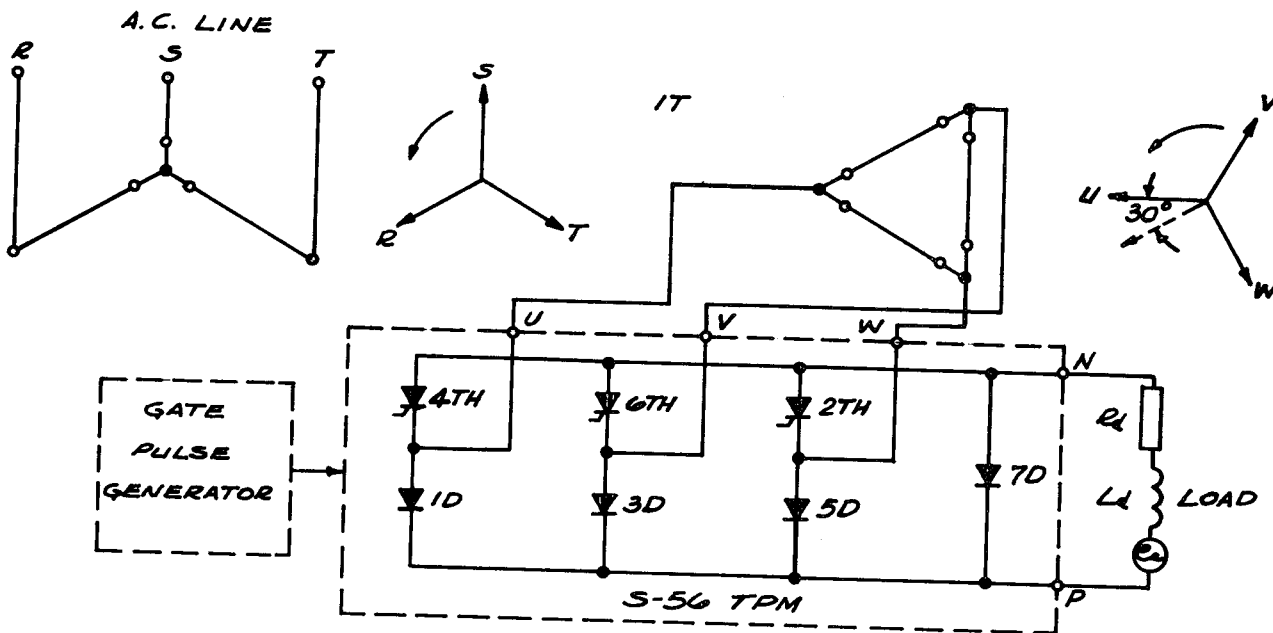 A.C. LINE
R
S
T
S
R
T
1T
V
U
30°
W
U
V
W
N
GATE
PULSE
GENERATOR
4TH
6TH
2TH
1D
3D
5D
7D
Rd
Ld
LOAD
P
S-56 TPM